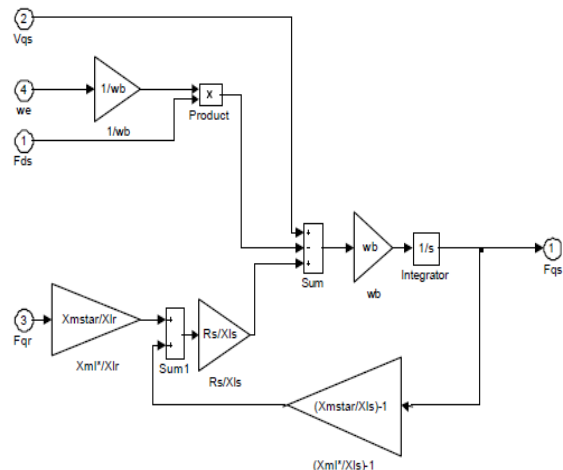 2
Vqs
4
we
1/wb
1/wb
x
Product
1
Fds
+
-
+
Sum
wb
wb
1/s
Integrator
1
Fqs
3
Fqr
Xmstar/Xlr
Xml*/Xlr
+
+
Sum1
Rs/Xls
Rs/Xls
(Xmstar/Xls)-1
(Xml*/Xls)-1